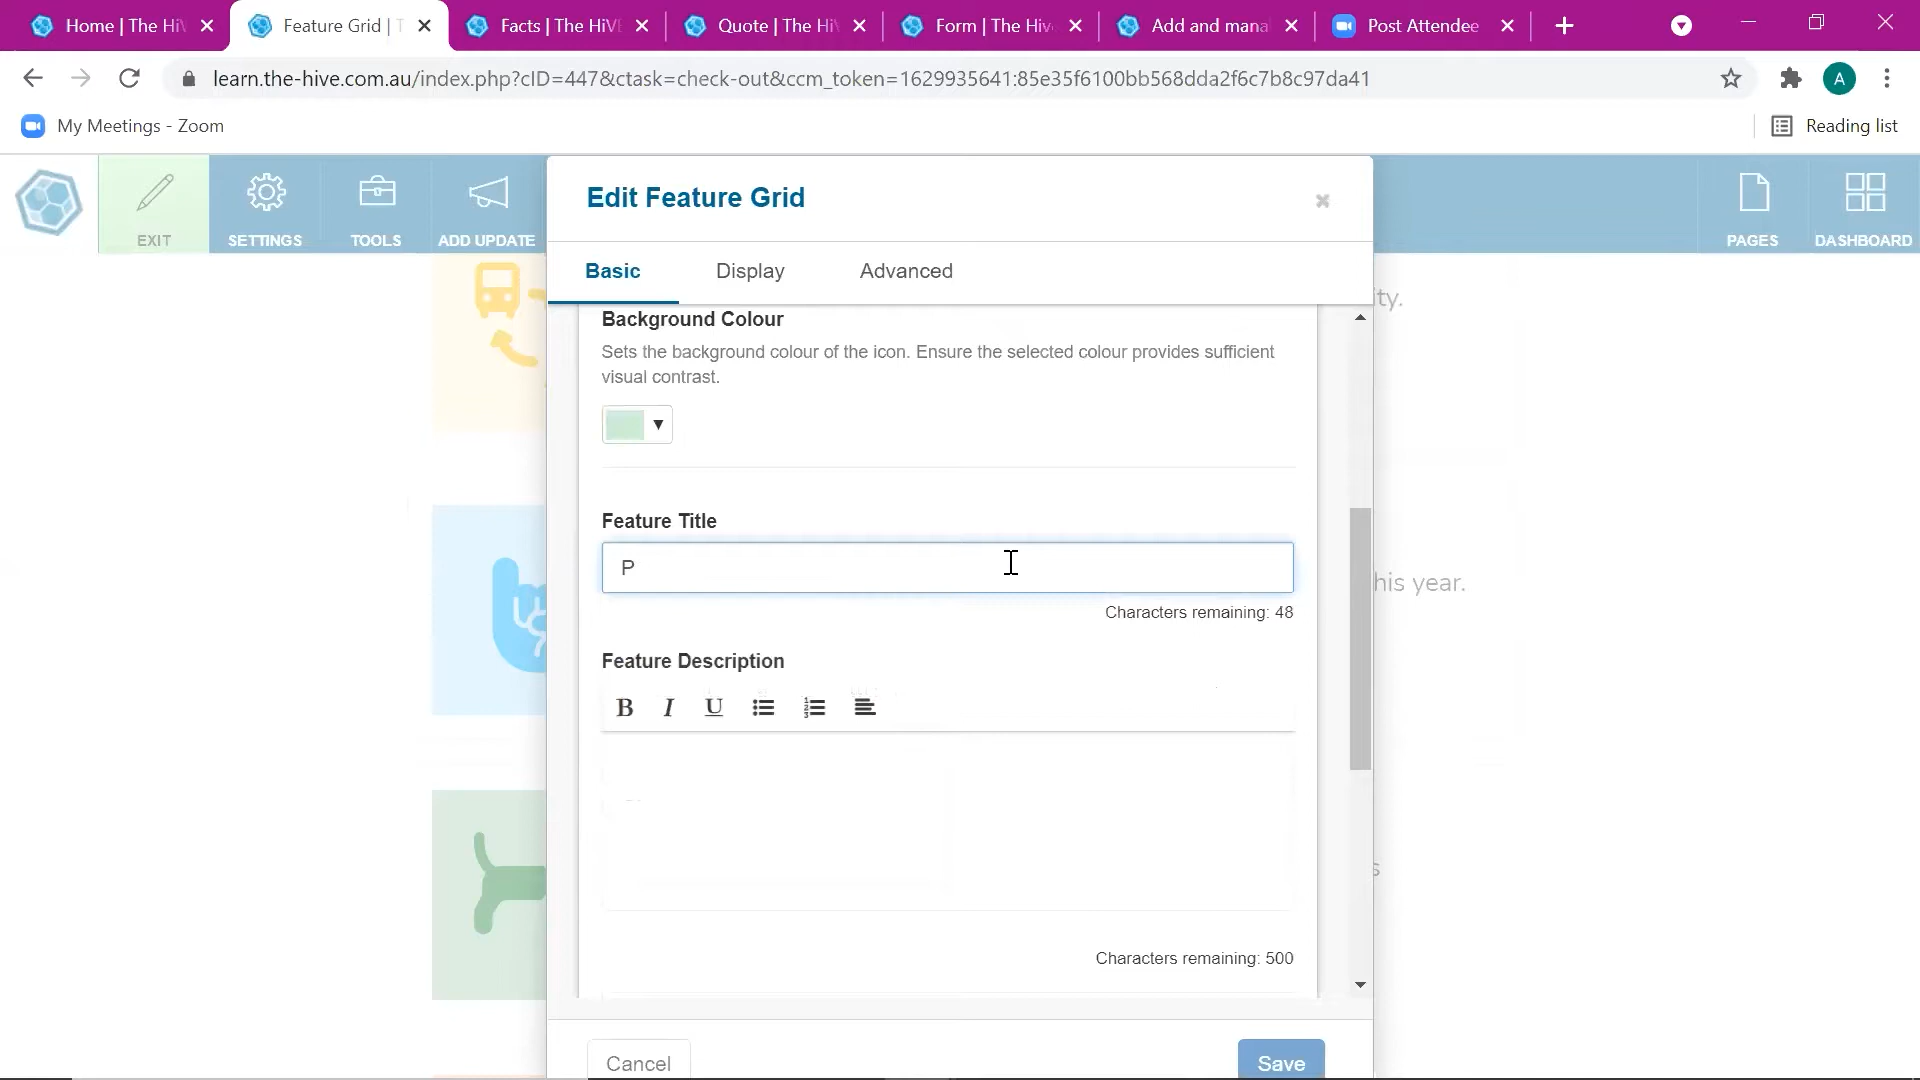 Home | The Hi
Feature Grid | T
Facts | The HiVE
Quote | The Hi
Form | The Hiv
Add and mana
Post Attendee
learn.the-hive.com.au/index.php?cID=447&ctask=check-out&ccm_token=1629935641:85e35f6100bb568dda2f6c7b8c97da41
A
My Meetings - Zoom
Reading list
EXIT
SETTINGS
TOOLS
ADD UPDATE
PAGES
DASHBOARD
Edit Feature Grid
Basic
Display
Advanced
ity.
Background Colour
Sets the background colour of the icon. Ensure the selected colour provides sufficient
visual contrast.
Feature Title
P
his year.
Characters remaining: 48
Feature Description
B I U
s
Characters remaining: 500
Cancel
Save